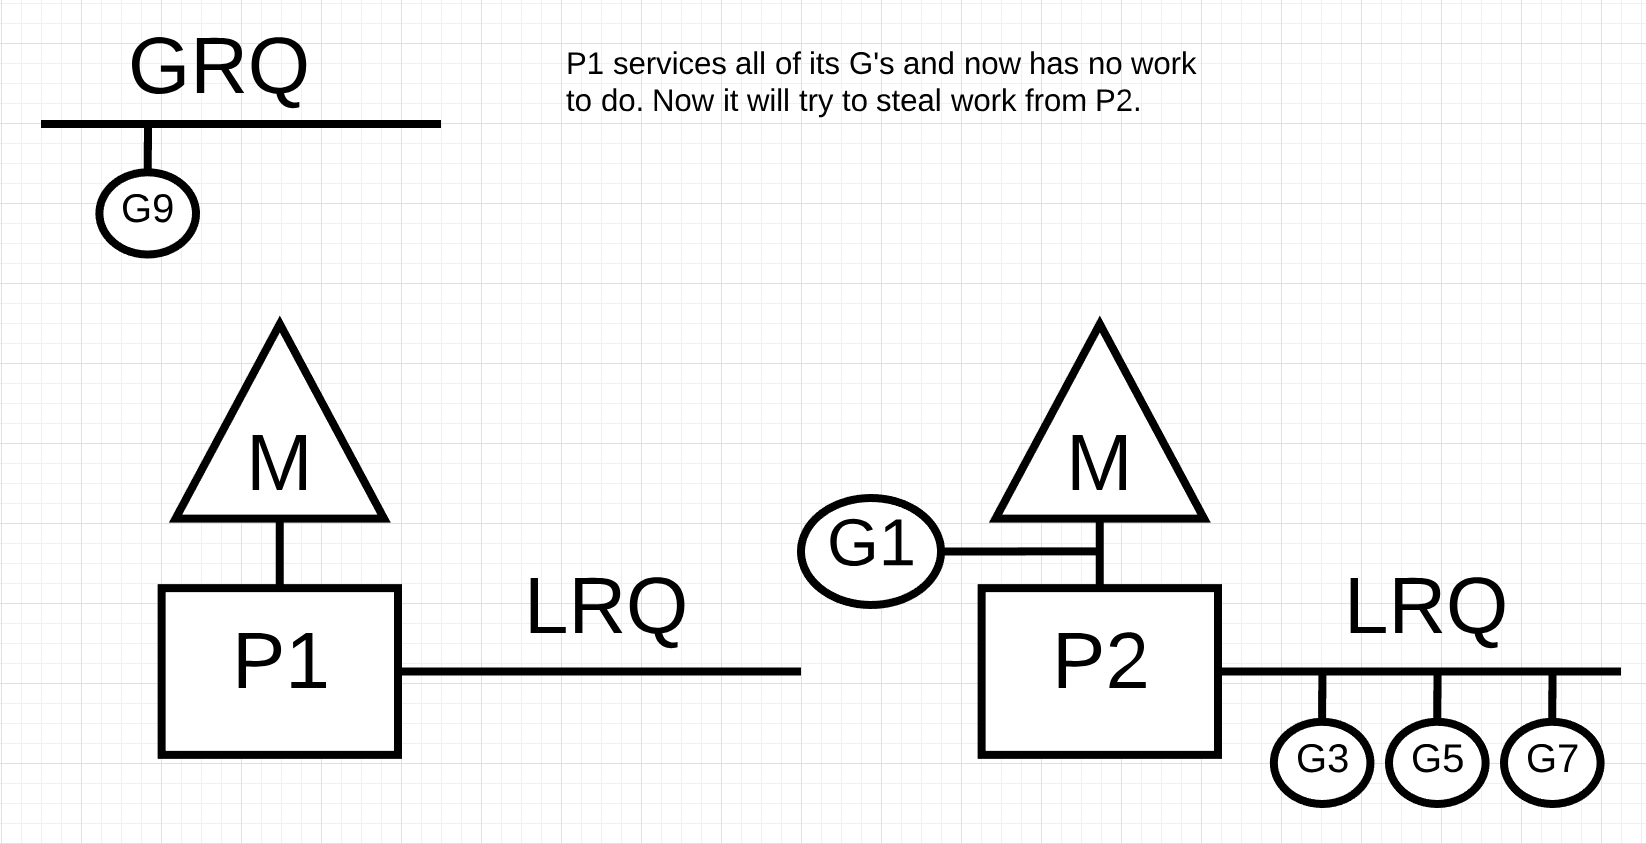 GRQ
P1 services all of its G's and now has no work
to do. Now it will try to steal work from P2.
G9
M
M
G1
P1
LRQ
P2
LRQ
G3
G5
G7